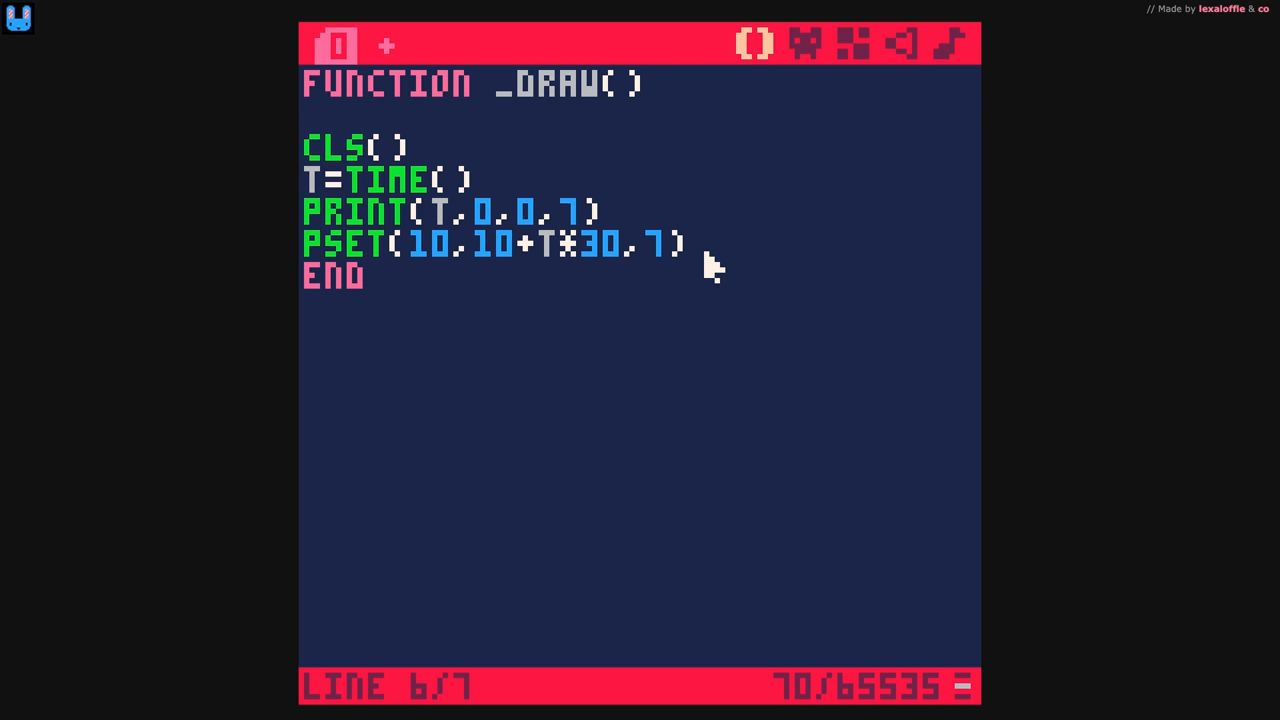 // Made by lexaloffle & co
0 +
FUNCTION _DRAW()
CLS()
T=TIME()
PRINT(T,0,0,7)
PSET(10,10+T*30,7)
END
LINE 6/7
70/65535